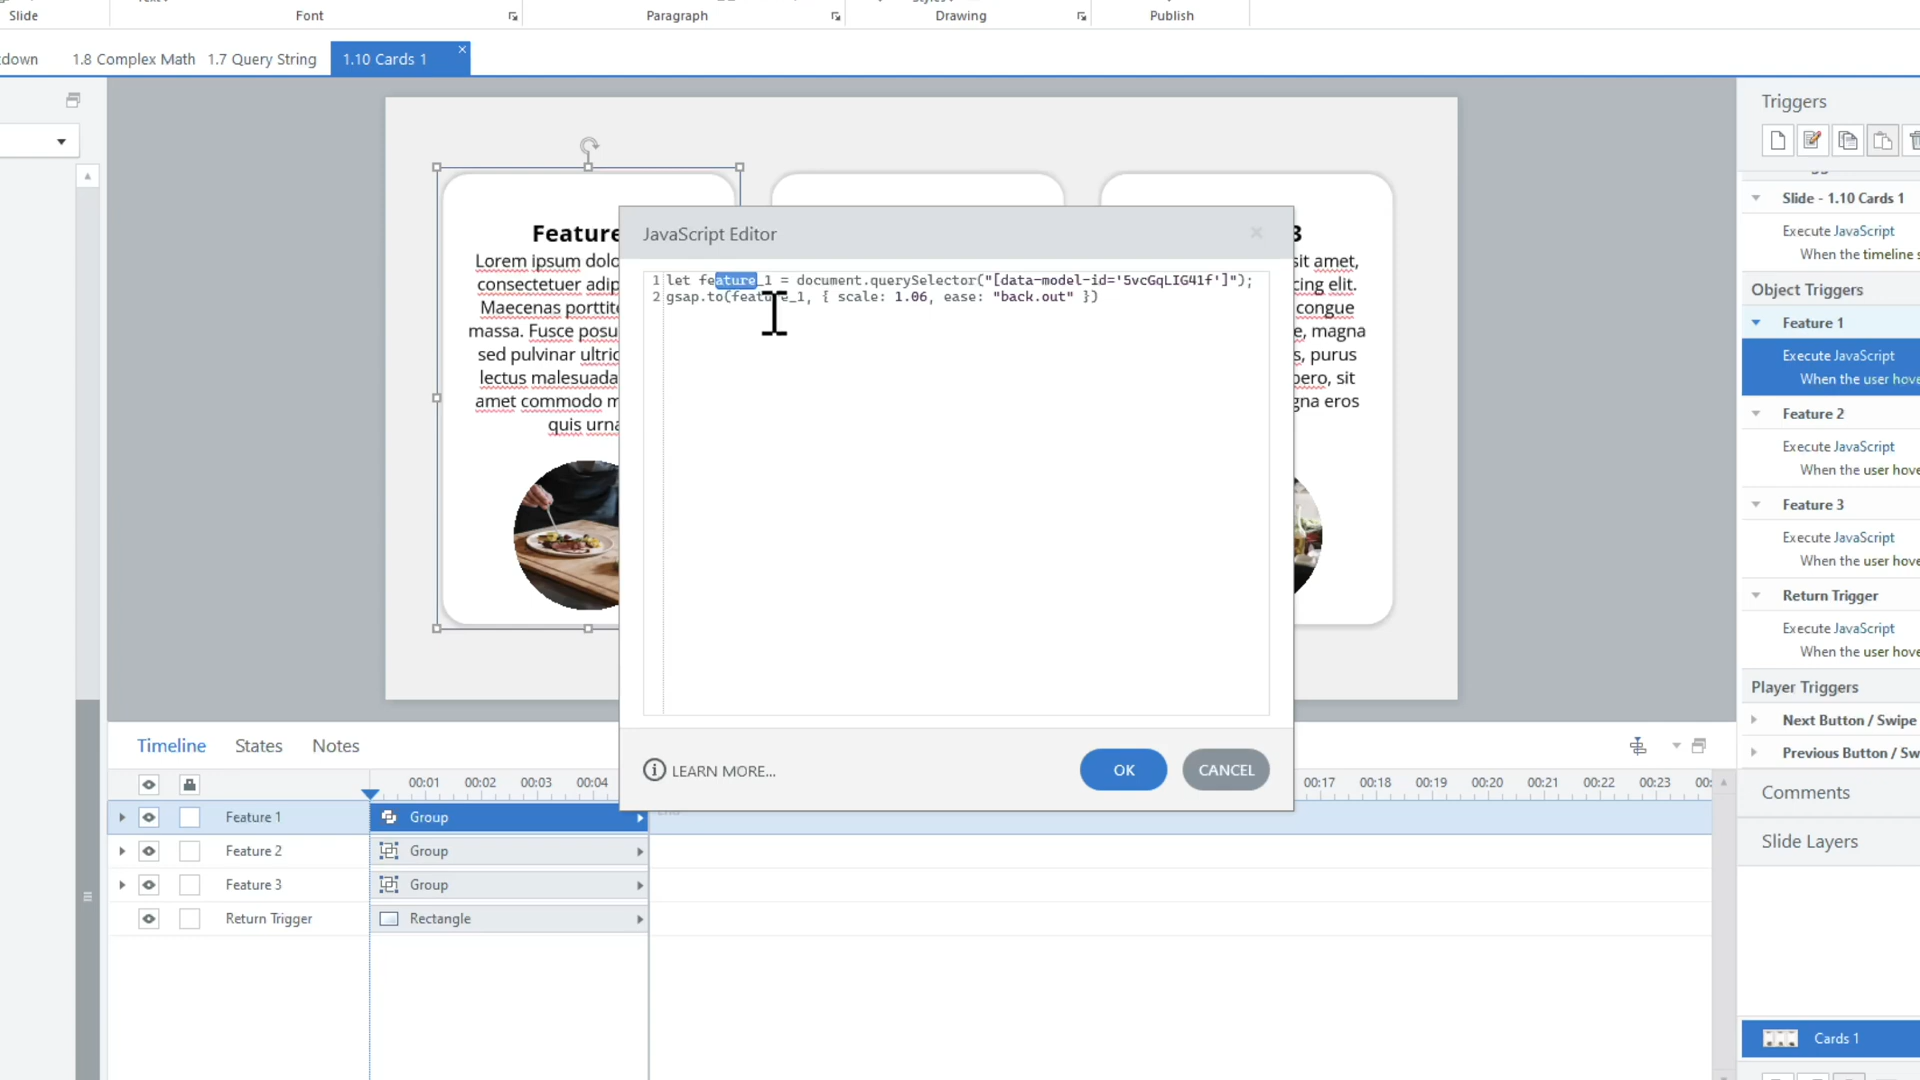 Slide
Font
Paragraph
Drawing
Publish
1.8 Complex Math
1.7 Query String
1.10 Cards 1
Triggers
Slide - 1.10 Cards 1
Execute JavaScript
When the timeline s
Object Triggers
Feature 1
Execute JavaScript
When the user hove
Feature 2
Execute JavaScript
When the user hove
Feature 3
Execute JavaScript
When the user hove
Return Trigger
Execute JavaScript
When the user hove
Player Triggers
Next Button / Swipe
Previous Button / Sw
Comments
Slide Layers
Cards 1
Feature
Lorem ipsum dolo
consectetuer adip
Maecenas porttito
massa. Fusce posu
sed pulvinar ultric
lectus malesuada
amet commodo m
quis urna
3
sit amet,
cing elit.
congue
e, magna
s, purus
pero, sit
gna eros
JavaScript Editor
1 let feature_1 = document.querySelector("[data-model-id='5vcGqLIG41f']");
2 gsap.to(feature_1, { scale: 1.06, ease: "back.out" })
LEARN MORE...
OK
CANCEL
Timeline
States
Notes
00:01 00:02 00:03 00:04 00:17 00:18 00:19 00:20 00:21 00:22 00:23 00:
Feature 1 Group
Feature 2 Group
Feature 3 Group
Return Trigger Rectangle